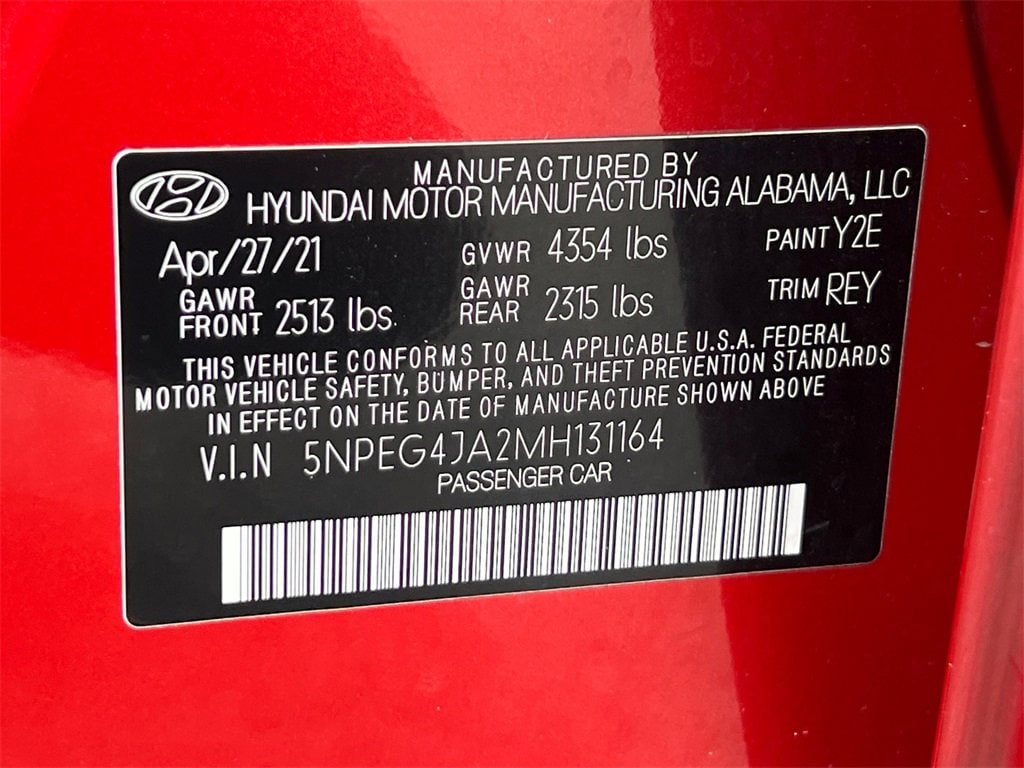 MANUFACTURED BY
HYUNDAI MOTOR MANUFACTURING ALABAMA, LLC
Apr/27/21 GVWR 4354 lbs PAINT Y2E
GAWR FRONT 2513 lbs. GAWR REAR 2315 lbs TRIM REY
THIS VEHICLE CONFORMS TO ALL APPLICABLE U.S.A. FEDERAL
MOTOR VEHICLE SAFETY, BUMPER, AND THEFT PREVENTION STANDARDS
IN EFFECT ON THE DATE OF MANUFACTURE SHOWN ABOVE
V.I.N 5NPEG4JA2MH131164
PASSENGER CAR